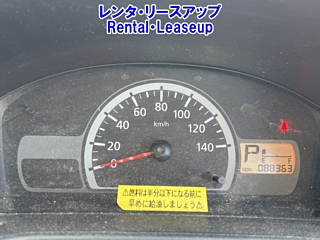 レンタ・リースアップ
Rental・Leaseup
0
20
40
60
80
100
120
140
km/h
P
E F
ODO 088363
⚠燃料は半分以下になる前に
早めに給油しましょう⚠